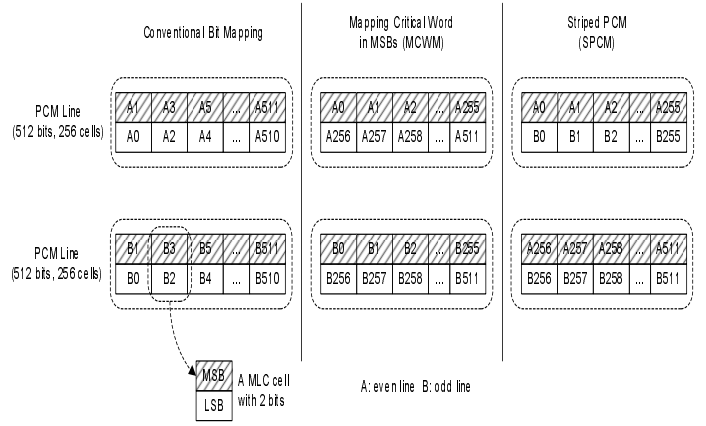 Conventional Bit Mapping
Mapping Critical Word
in MSBs (MCWM)
Striped PCM
(SPCM)
PCM Line
(512 bits, 256 cells)
A1 A3 A5 ... A511
A0 A2 A4 ... A510
A0 A1 A2 ... A255
A256 A257 A258 ... A511
A0 A1 A2 ... A255
B0 B1 B2 ... B255
PCM Line
(512 bits, 256 cells)
B1 B3 B5 ... B511
B0 B2 B4 ... B510
B0 B1 B2 ... B255
B256 B257 B258 ... B511
A256 A257 A258 ... A511
B256 B257 B258 ... B511
MSB
LSB
A MLC cell
with 2 bits
A: even line B: odd line